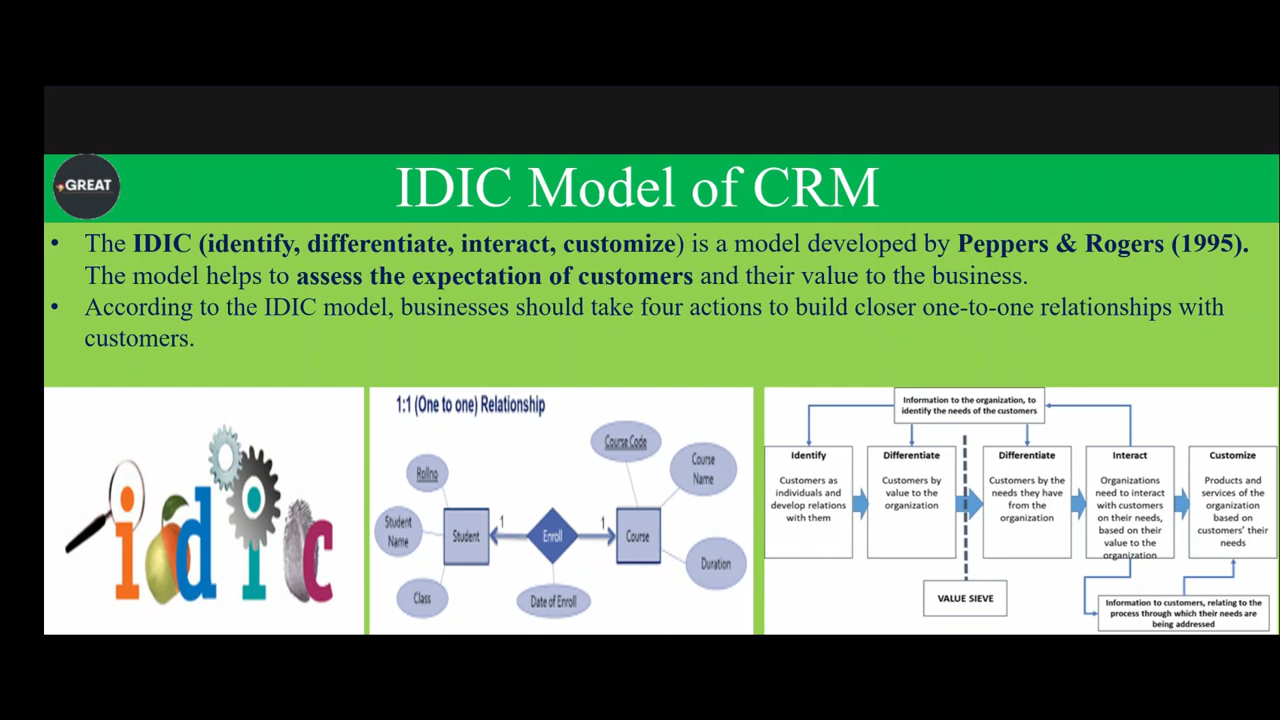 GREAT
IDIC Model of CRM
• The IDIC (identify, differentiate, interact, customize) is a model developed by Peppers & Rogers (1995).
The model helps to assess the expectation of customers and their value to the business.
• According to the IDIC model, businesses should take four actions to build closer one-to-one relationships with
customers.
idic
1:1 (One to one) Relationship
Course Code
Course
Name
Rollno
Student
Name
Student
1
Enroll
1
Course
Duration
Class
Date of Enroll
Information to the organization, to
identify the needs of the customers
Identify
Customers as
individuals and
develop relations
with them
Differentiate
Customers by
value to the
organization
Differentiate
Customers by the
needs they have
from the
organization
Interact
Organizations
need to interact
with customers
on their needs,
based on their
value to the
organization
Customize
Products and
services of the
organization
based on
customers' their
needs
VALUE SIEVE
Information to customers, relating to the
process through which their needs are
being addressed